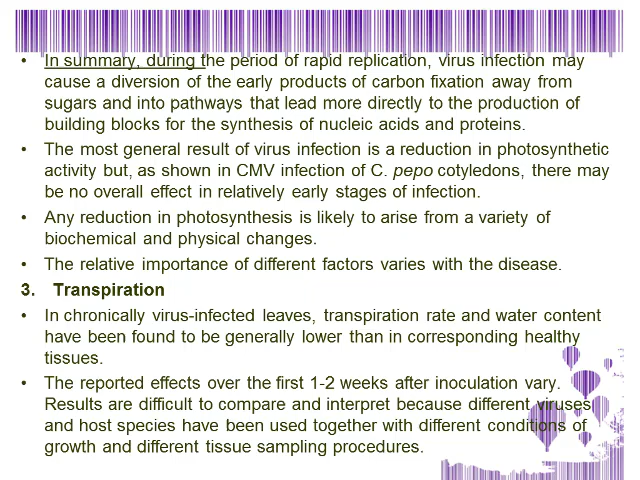 • In summary, during the period of rapid replication, virus infection may
cause a diversion of the early products of carbon fixation away from
sugars and into pathways that lead more directly to the production of
building blocks for the synthesis of nucleic acids and proteins.
• The most general result of virus infection is a reduction in photosynthetic
activity but, as shown in CMV infection of C. pepo cotyledons, there may
be no overall effect in relatively early stages of infection.
• Any reduction in photosynthesis is likely to arise from a variety of
biochemical and physical changes.
• The relative importance of different factors varies with the disease.
3. Transpiration
• In chronically virus-infected leaves, transpiration rate and water content
have been found to be generally lower than in corresponding healthy
tissues.
• The reported effects over the first 1-2 weeks after inoculation vary.
Results are difficult to compare and interpret because different viruses
and host species have been used together with different conditions of
growth and different tissue sampling procedures.